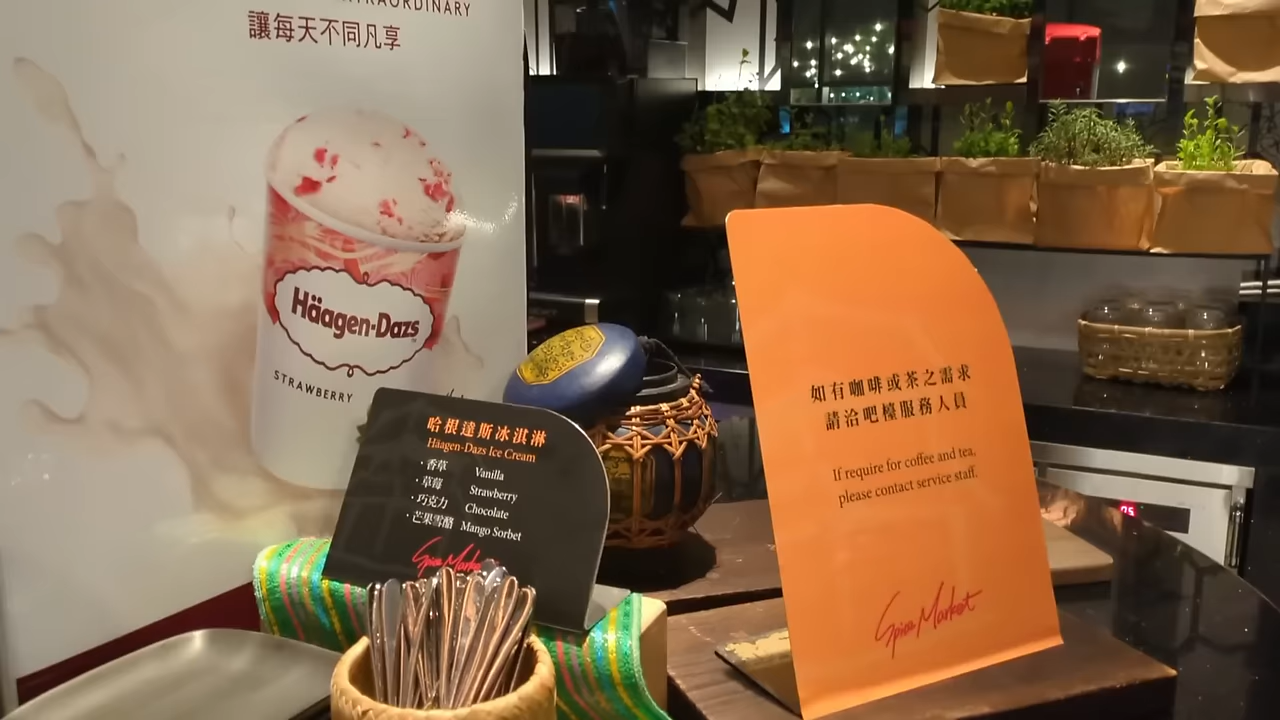 EXTRAORDINARY
讓每天不同凡享
Häagen-Dazs
STRAWBERRY
哈根達斯冰淇淋
Häagen-Dazs Ice Cream
·香草 Vanilla
·草莓 Strawberry
·巧克力 Chocolate
·芒果雪酪 Mango Sorbet
Spice Market
如有咖啡或茶之需求
請洽吧檯服務人員
If require for coffee and tea,
please contact service staff.
Spice Market